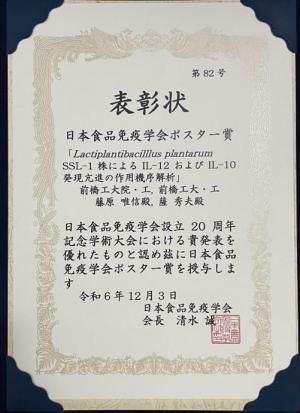 第82号
表彰状
日本食品免疫学会ポスター賞
「Lactiplantibacilllus plantarum
SSL-1 株による IL-12 および IL-10
発現亢進の作用機序解析」
前橋工大院・工, 前橋工大・工
藤原 唯信殿, 薩 秀夫殿
日本食品免疫学会設立 20 周年
記念学術大会における貴発表を
優れたものと認め茲に日本食品
免疫学会ポスター賞を授与しま
す
令和6年12月3日
日本食品免疫学会
会長 清水 誠